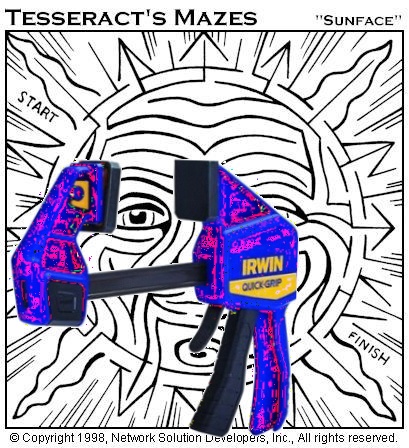 TESSERACT'S MAZES "SUNFACE"
START
IRWIN
QUICK-GRIP
FINISH
© Copyright 1998, Network Solution Developers, Inc., All rights reserved.